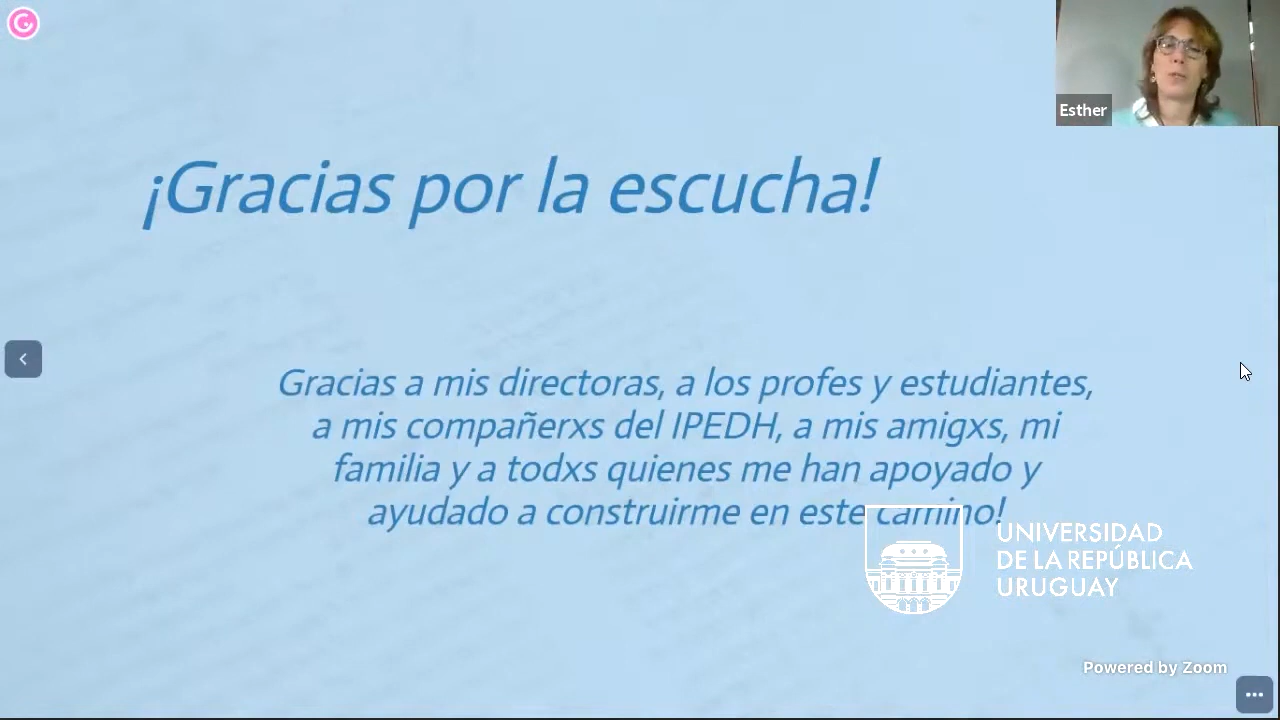 Esther
¡Gracias por la escucha!
Gracias a mis directoras, a los profes y estudiantes,
a mis compañerxs del IPEDH, a mis amigxs, mi
familia y a todxs quienes me han apoyado y
ayudado a construirme en este camino!
UNIVERSIDAD
DE LA REPÚBLICA
URUGUAY
Powered by Zoom